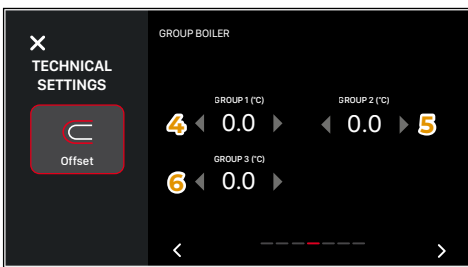 GROUP BOILER
TECHNICAL
SETTINGS
Offset
GROUP 1 (°C)
4 0.0
GROUP 2 (°C)
0.0 5
GROUP 3 (°C)
6 0.0